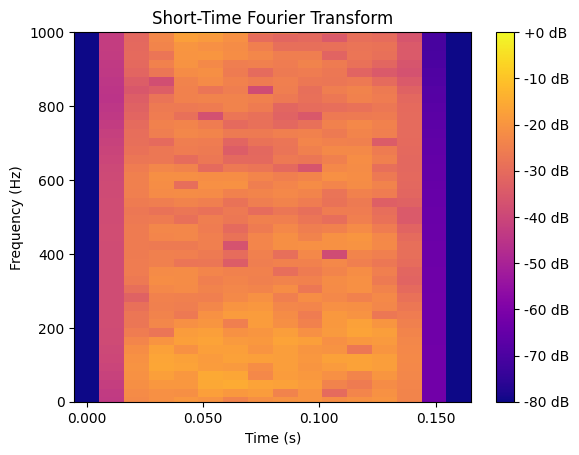 Short-Time Fourier Transform
1000
800
600
400
200
0
Frequency (Hz)
0.000
0.050
0.100
0.150
Time (s)
+0 dB
-10 dB
-20 dB
-30 dB
-40 dB
-50 dB
-60 dB
-70 dB
-80 dB